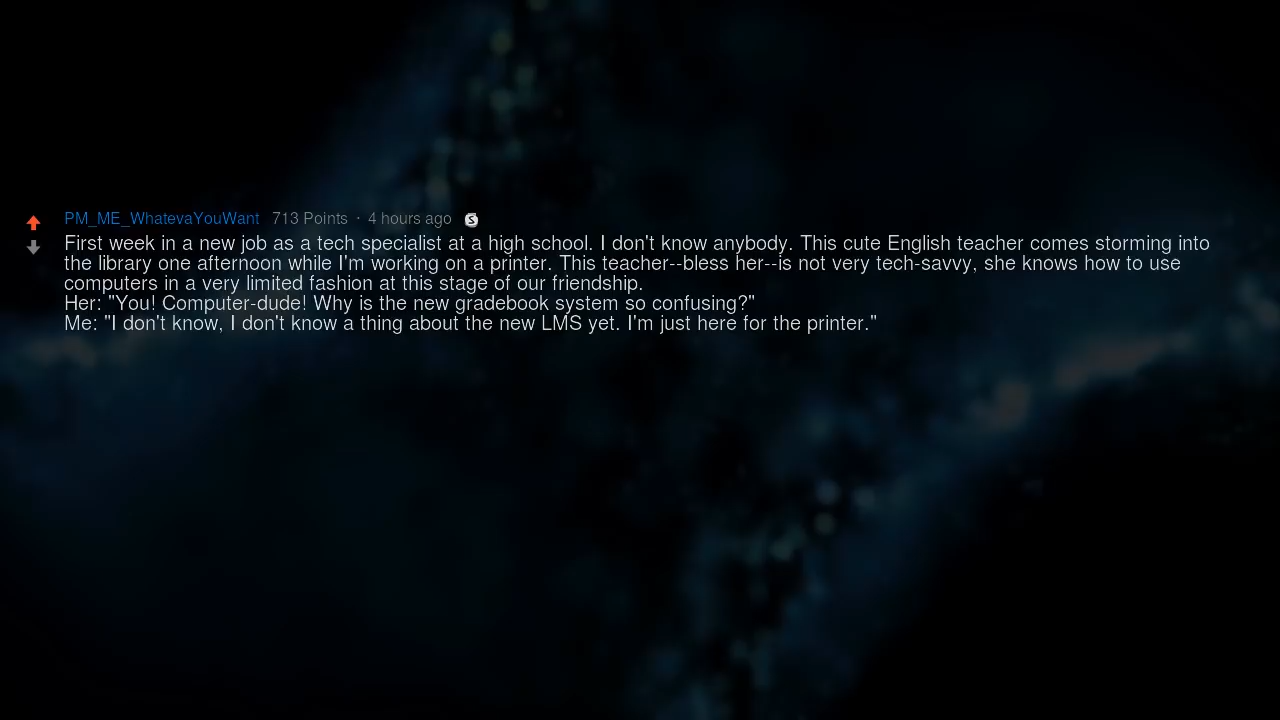 PM_ME_WhatevaYouWant 713 Points · 4 hours ago S
First week in a new job as a tech specialist at a high school. I don't know anybody. This cute English teacher comes storming into
the library one afternoon while I'm working on a printer. This teacher--bless her--is not very tech-savvy, she knows how to use
computers in a very limited fashion at this stage of our friendship.
Her: "You! Computer-dude! Why is the new gradebook system so confusing?"
Me: "I don't know, I don't know a thing about the new LMS yet. I'm just here for the printer."